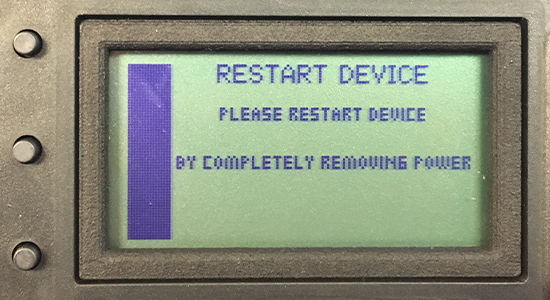 RESTART DEVICE
PLEASE RESTART DEVICE
BY COMPLETELY REMOVING POWER